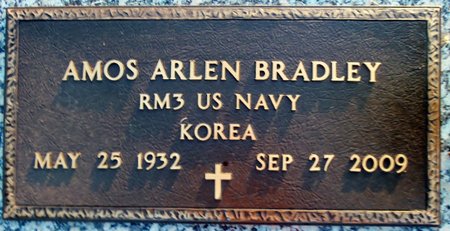 AMOS ARLEN BRADLEY
RM3 US NAVY
KOREA
MAY 25 1932 SEP 27 2009